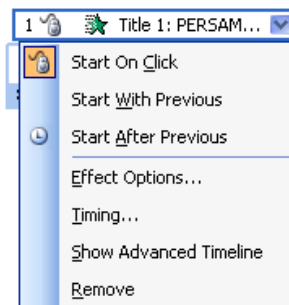 1 Title 1: PERSAM...
Start On Click
Start With Previous
Start After Previous
Effect Options...
Timing...
Show Advanced Timeline
Remove